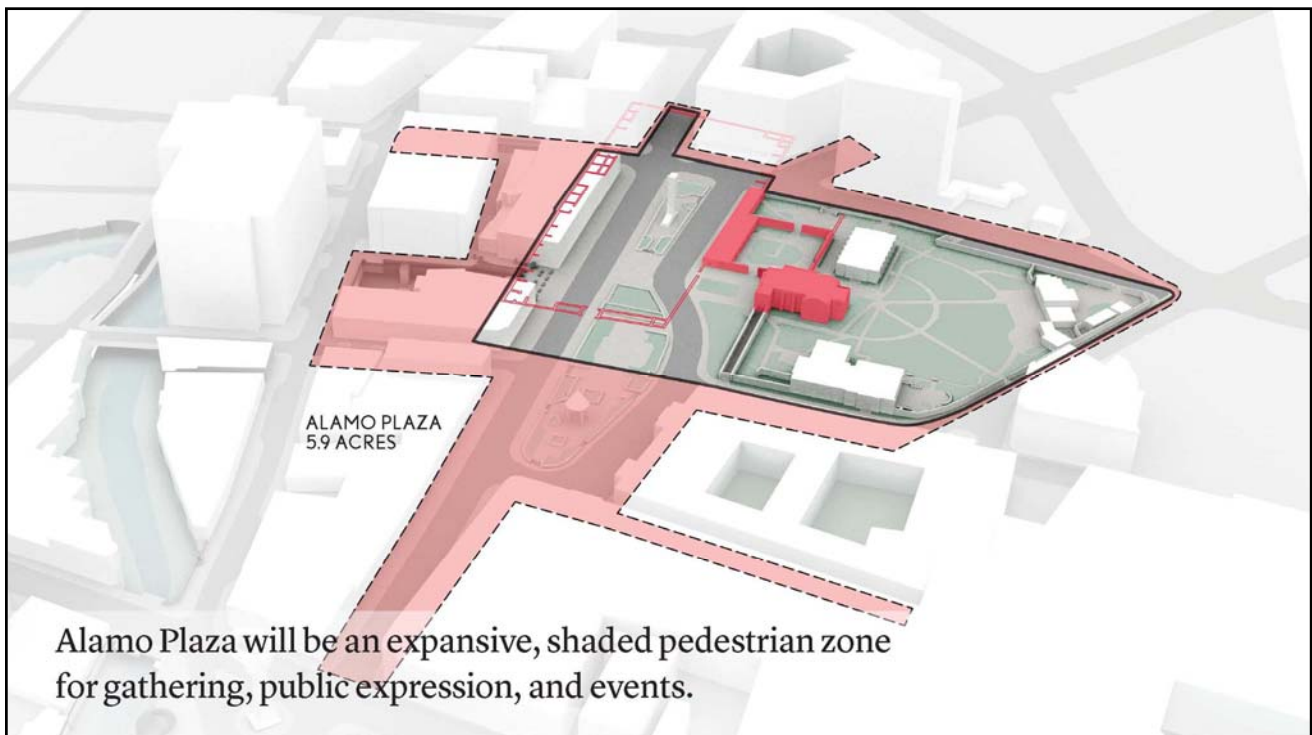 ALAMO PLAZA
5.9 ACRES
Alamo Plaza will be an expansive, shaded pedestrian zone
for gathering, public expression, and events.